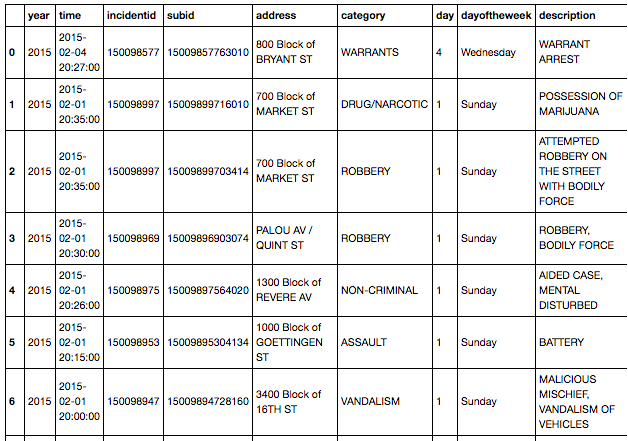 year time incidentid subid address category day dayoftheweek description
0 2015 2015-02-04 20:27:00 150098577 15009857763010 800 Block of BRYANT ST WARRANTS 4 Wednesday WARRANT ARREST
1 2015 2015-02-01 20:35:00 150098997 15009899716010 700 Block of MARKET ST DRUG/NARCOTIC 1 Sunday POSSESSION OF MARIJUANA
2 2015 2015-02-01 20:35:00 150098997 15009899703414 700 Block of MARKET ST ROBBERY 1 Sunday ATTEMPTED ROBBERY ON THE STREET WITH BODILY FORCE
3 2015 2015-02-01 20:30:00 150098969 15009896903074 PALOU AV / QUINT ST ROBBERY 1 Sunday ROBBERY, BODILY FORCE
4 2015 2015-02-01 20:26:00 150098975 15009897564020 1300 Block of REVERE AV NON-CRIMINAL 1 Sunday AIDED CASE, MENTAL DISTURBED
5 2015 2015-02-01 20:15:00 150098953 15009895304134 1000 Block of GOETTINGEN ST ASSAULT 1 Sunday BATTERY
6 2015 2015-02-01 20:00:00 150098947 15009894728160 3400 Block of 16TH ST VANDALISM 1 Sunday MALICIOUS MISCHIEF, VANDALISM OF VEHICLES